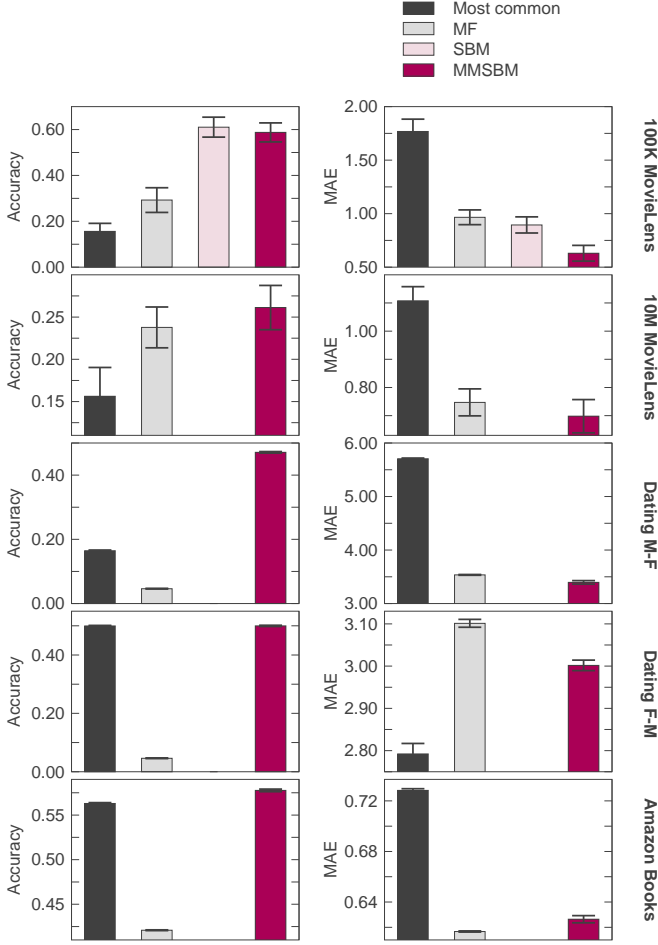 Most common
MF
SBM
MMSBM
Accuracy
0.60
0.40
0.20
0.00
MAE
2.00
1.75
1.00
0.50
100K MovieLens
Accuracy
0.25
0.20
0.15
MAE
1.00
0.80
10M MovieLens
Accuracy
0.40
0.20
0.00
MAE
6.00
5.00
4.00
3.00
Dating M-F
Accuracy
0.40
0.20
0.00
MAE
3.10
3.00
2.90
2.80
Dating F-M
Accuracy
0.55
0.50
0.45
MAE
0.72
0.68
0.64
Amazon Books